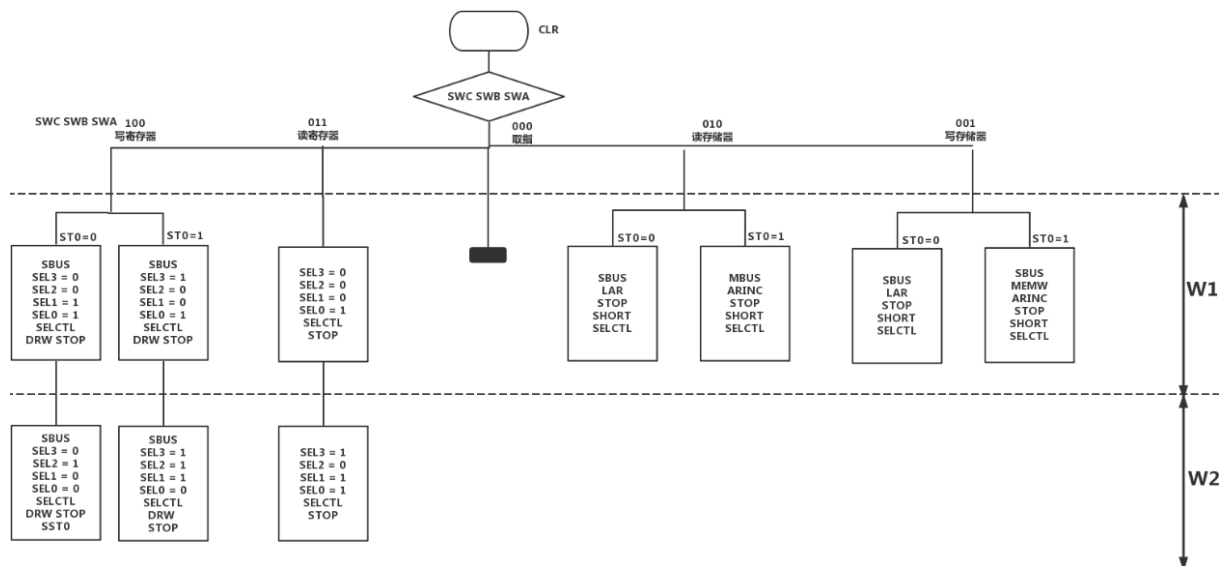 CLR
SWC SWB SWA
SWC SWB SWA 100
写寄存器
011
读寄存器
000
取指
010
读存储器
001
写存储器
ST0=0
SBUS
SEL3 = 0
SEL2 = 0
SEL1 = 1
SEL0 = 1
SELCTL
DRW STOP
ST0=1
SBUS
SEL3 = 1
SEL2 = 0
SEL1 = 0
SEL0 = 1
SELCTL
DRW STOP
SEL3 = 0
SEL2 = 0
SEL1 = 0
SEL0 = 1
SELCTL
STOP
ST0=0
SBUS
LAR
STOP
SHORT
SELCTL
ST0=1
MBUS
ARINC
STOP
SHORT
SELCTL
ST0=0
SBUS
LAR
STOP
SHORT
SELCTL
ST0=1
SBUS
MEMW
ARINC
STOP
SHORT
SELCTL
W1
SBUS
SEL3 = 0
SEL2 = 1
SEL1 = 0
SEL0 = 0
SELCTL
DRW STOP
SST0
SBUS
SEL3 = 1
SEL2 = 1
SEL1 = 1
SEL0 = 0
SELCTL
DRW
STOP
SEL3 = 1
SEL2 = 0
SEL1 = 1
SEL0 = 1
SELCTL
STOP
W2